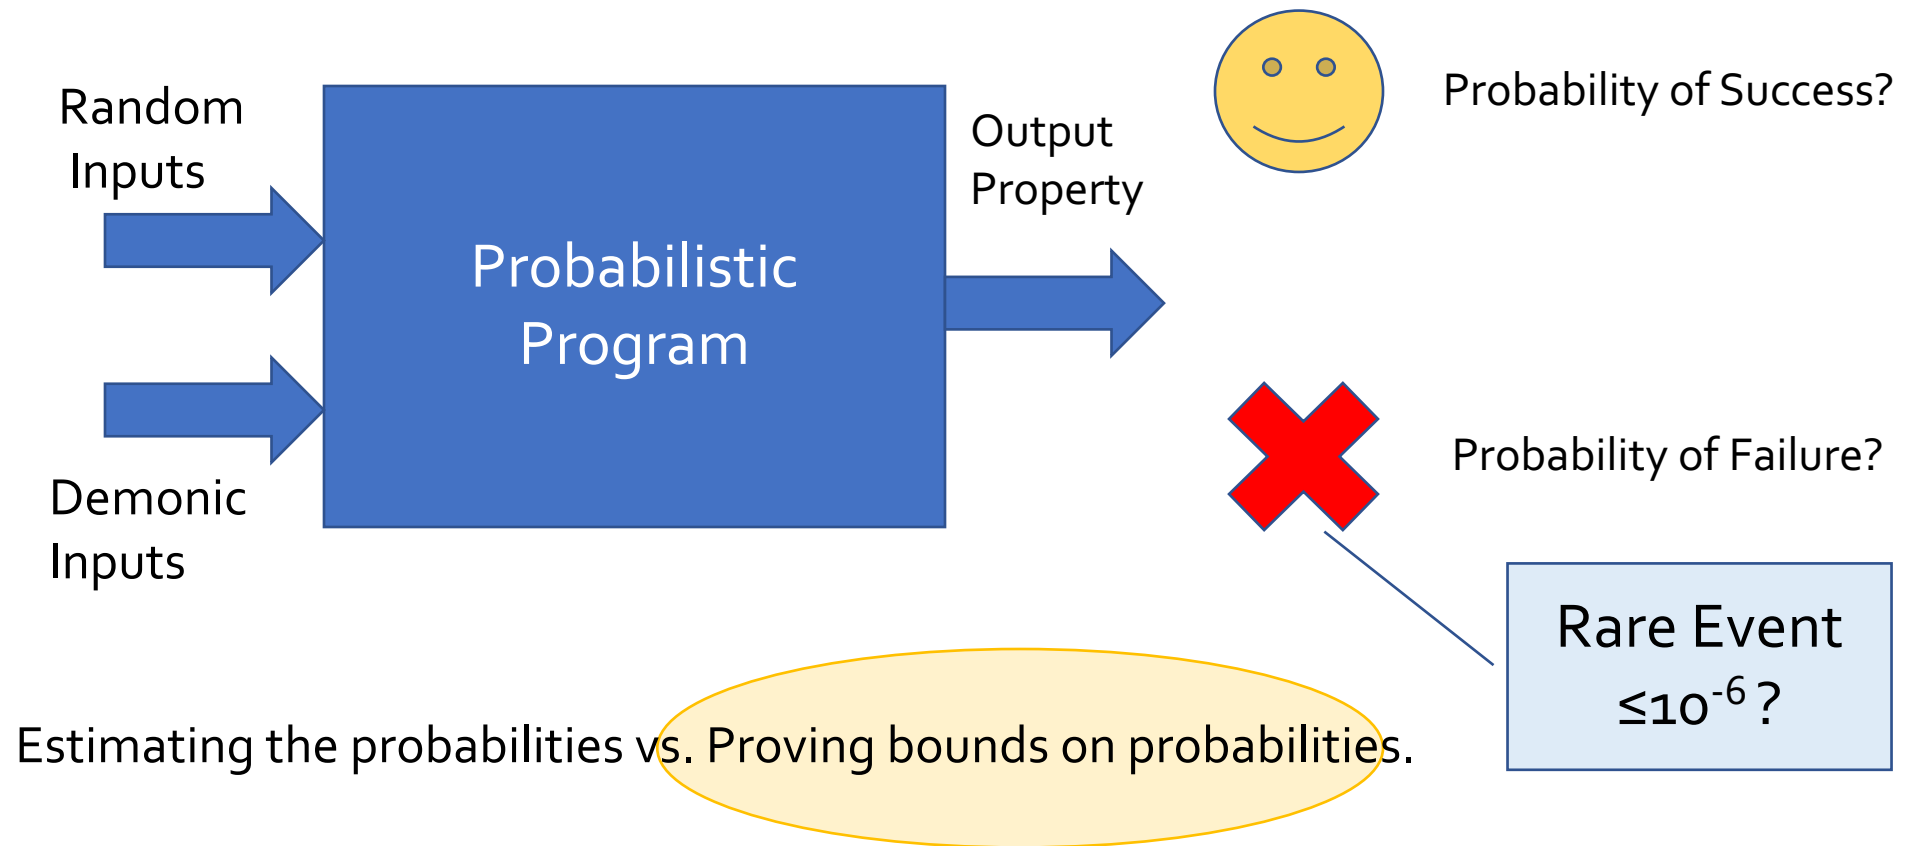 Random
Inputs
Demonic
Inputs
Probabilistic
Program
Output
Property
Probability of Success?
Probability of Failure?
Rare Event
≤10⁻⁶ ?
Estimating the probabilities vs. Proving bounds on probabilities.